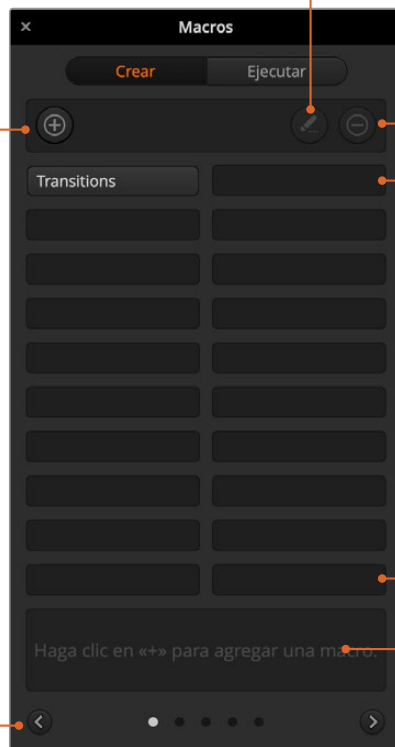 Macros
Crear Ejecutar
Transitions
Haga clic en «+» para agregar una macro.